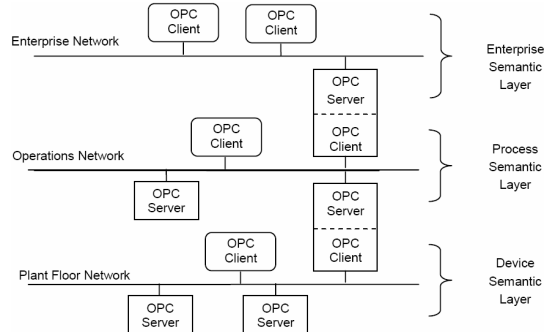 OPC
Client
OPC
Client
Enterprise Network
Enterprise
Semantic
Layer
OPC
Server
OPC
Client
OPC
Client
Operations Network
Process
Semantic
Layer
OPC
Server
OPC
Server
OPC
Client
OPC
Client
Plant Floor Network
Device
Semantic
Layer
OPC
Server
OPC
Server